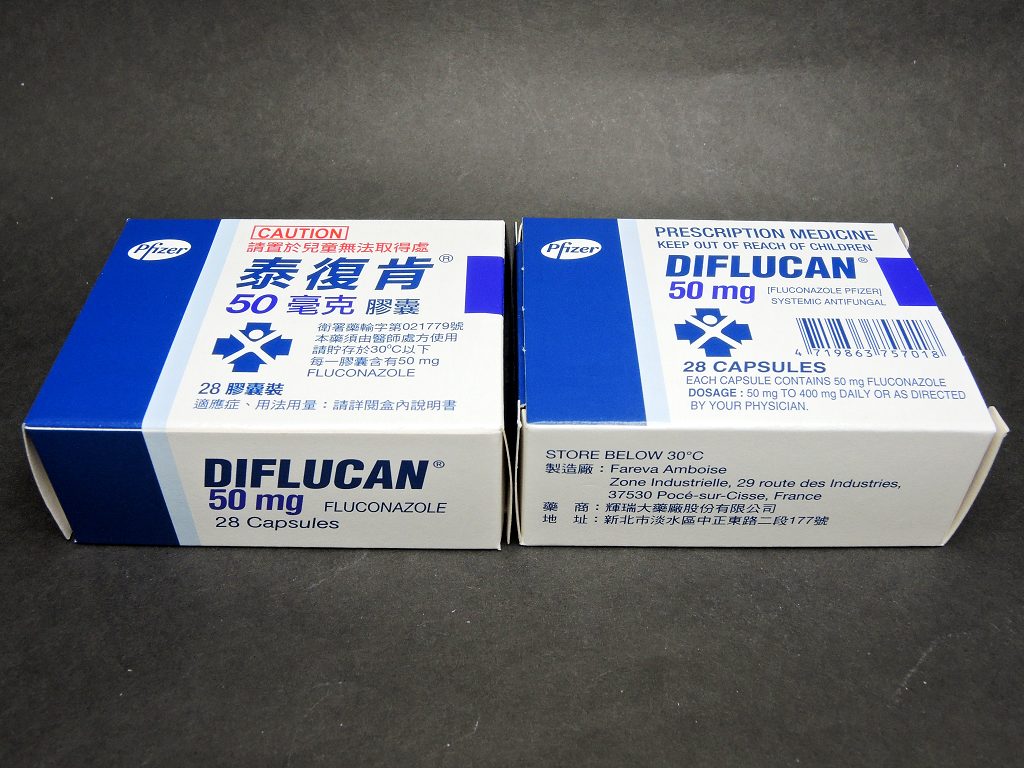 Pfizer
CAUTION
請置於兒童無法取得處
泰復肯®
50 毫克 膠囊
衛署藥輸字第021779號
本藥須由醫師處方使用
請貯存於30°C以下
每一膠囊含有50 mg
FLUCONAZOLE
28 膠囊裝
適應症、用法用量：請詳閱盒內說明書
DIFLUCAN®
50 mg FLUCONAZOLE
28 Capsules
Pfizer
PRESCRIPTION MEDICINE
KEEP OUT OF REACH OF CHILDREN
DIFLUCAN®
50 mg [FLUCONAZOLE PFIZER]
SYSTEMIC ANTIFUNGAL
4 719863 757018
28 CAPSULES
EACH CAPSULE CONTAINS 50 mg FLUCONAZOLE
DOSAGE : 50 mg TO 400 mg DAILY OR AS DIRECTED
BY YOUR PHYSICIAN.
STORE BELOW 30°C
製造廠：Fareva Amboise
Zone Industrielle, 29 route des Industries,
37530 Pocé-sur-Cisse, France
藥 商：輝瑞大藥廠股份有限公司
地 址：新北市淡水區中正東路二段177號